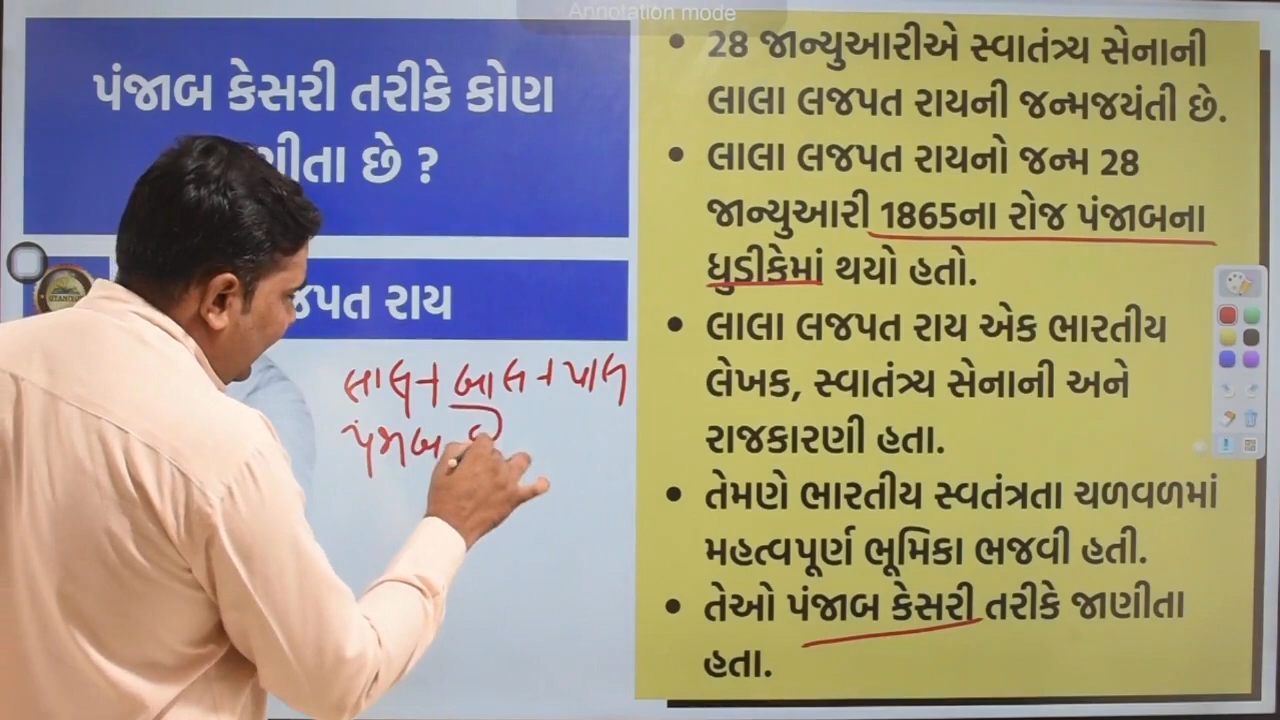 Annotation mode
પંજાબ કેસરી તરીકે કોણ
છે ?
રાય
લાલ + બાલ + પાલ
પંજાબ
• 28 જાન્યુઆરીએ સ્વાતંત્ર્ય સેનાની
લાલા લજપત રાયની જન્મજયંતી છે.
• લાલા લજપત રાયનો જન્મ 28
જાન્યુઆરી 1865ના રોજ પંજાબના
ધુડીકેમાં થયો હતો.
• લાલા લજપત રાય એક ભારતીય
લેખક, સ્વાતંત્ર્ય સેનાની અને
રાજકારણી હતા.
• તેમણે ભારતીય સ્વતંત્રતા ચળવળમાં
મહત્વપૂર્ણ ભૂમિકા ભજવી હતી.
• તેઓ પંજાબ કેસરી તરીકે જાણીતા
હતા.